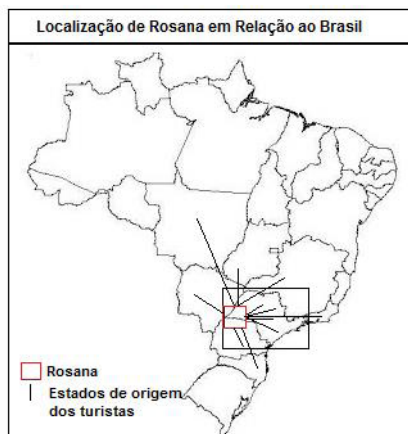 Localização de Rosana em Relação ao Brasil
Rosana
Estados de origem
dos turistas